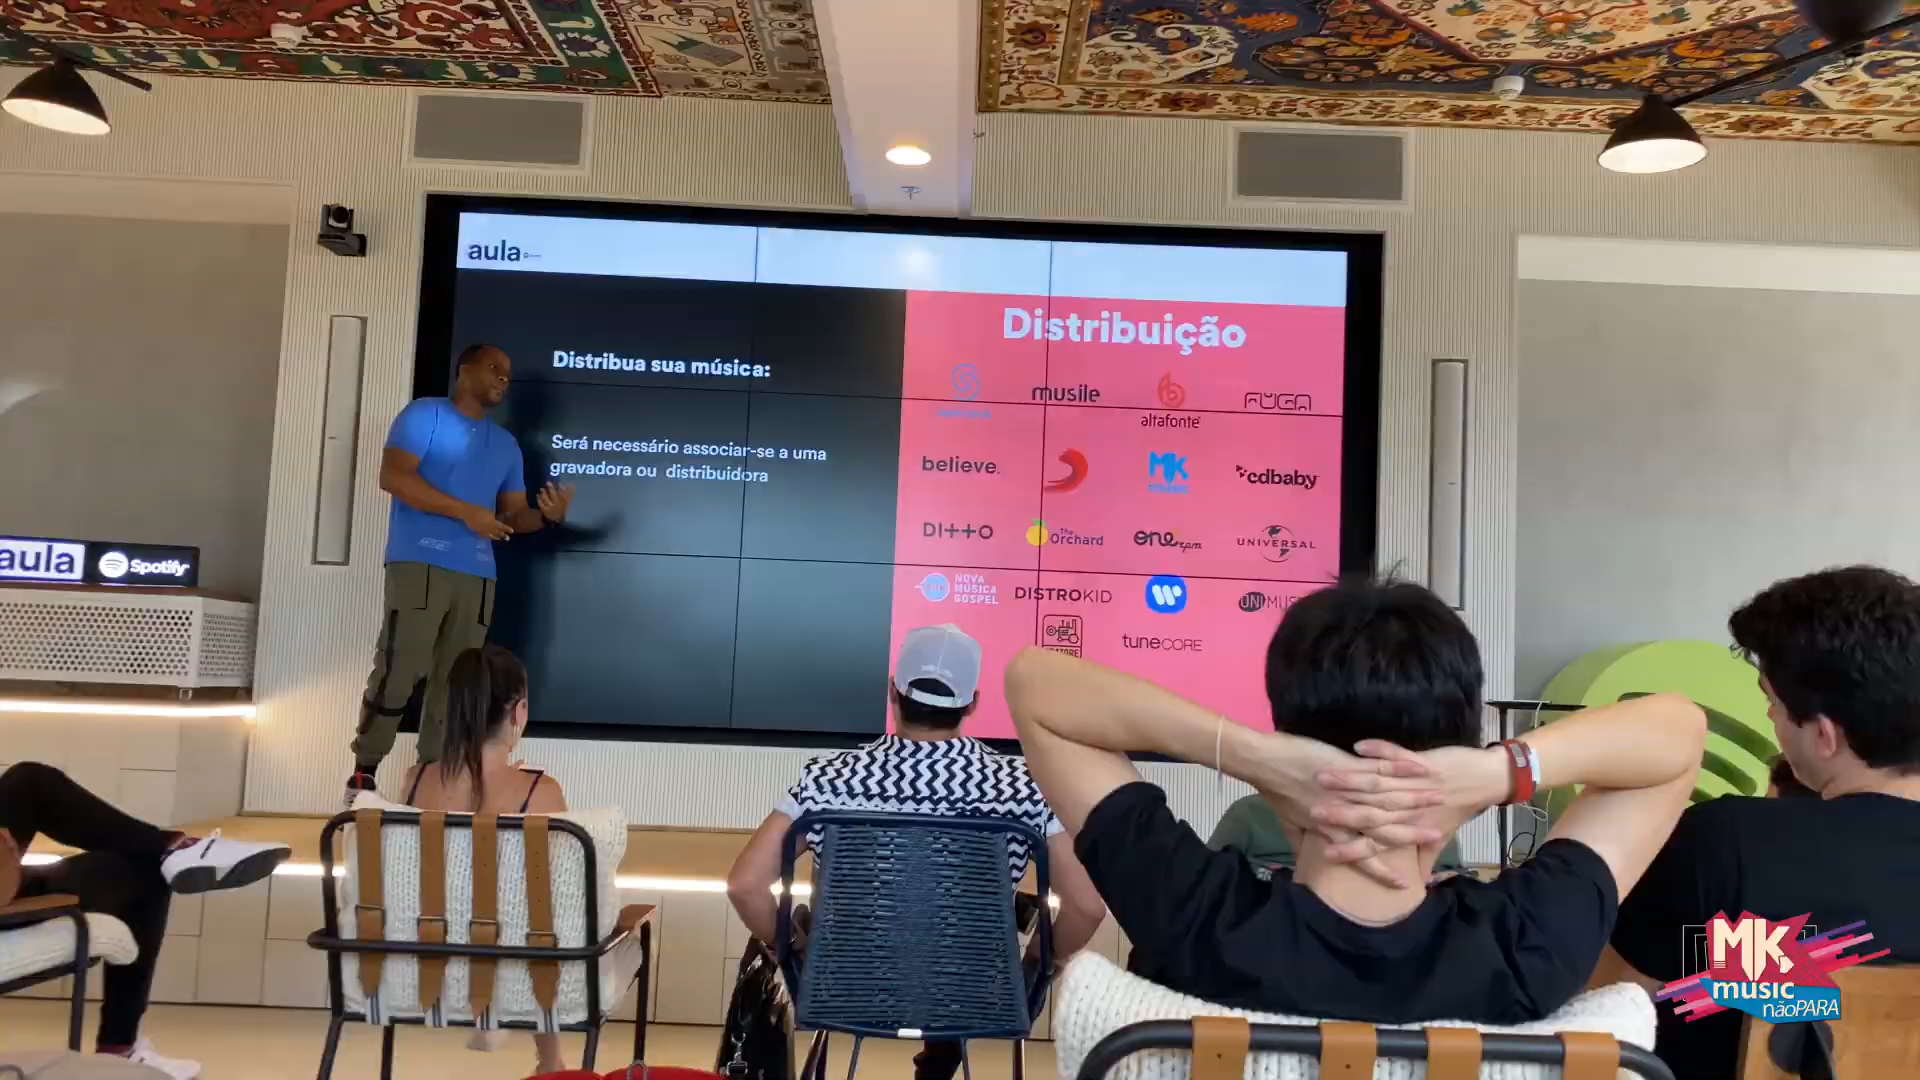 aula
Distribuição
Distribua sua música:
Será necessário associar-se a uma
gravadora ou distribuidora
musile
altafonte
FUGA
believe.
MK
MUSIC
cdbaby
DITTO
The
Orchard
onerpm
UNIVERSAL
NOVA
MÚSICA
GOSPEL
DISTROKID
tuneCORE
aula
Spotify
MK
music
nãoPARA